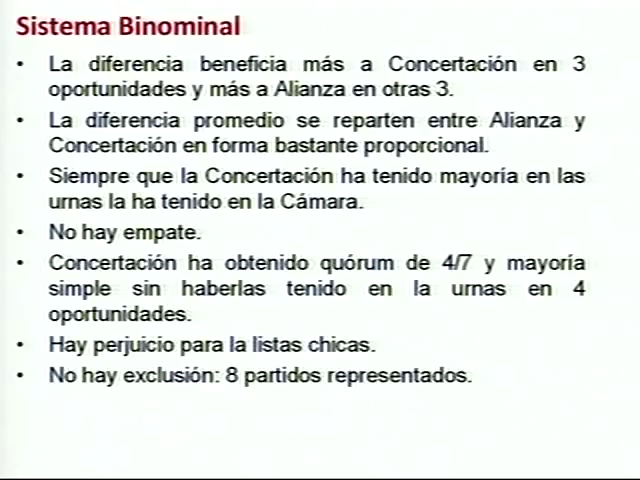 Sistema Binominal
• La diferencia beneficia más a Concertación en 3
oportunidades y más a Alianza en otras 3.
• La diferencia promedio se reparten entre Alianza y
Concertación en forma bastante proporcional.
• Siempre que la Concertación ha tenido mayoría en las
urnas la ha tenido en la Cámara.
• No hay empate.
• Concertación ha obtenido quórum de 4/7 y mayoría
simple sin haberlas tenido en la urnas en 4
oportunidades.
• Hay perjuicio para la listas chicas.
• No hay exclusión: 8 partidos representados.